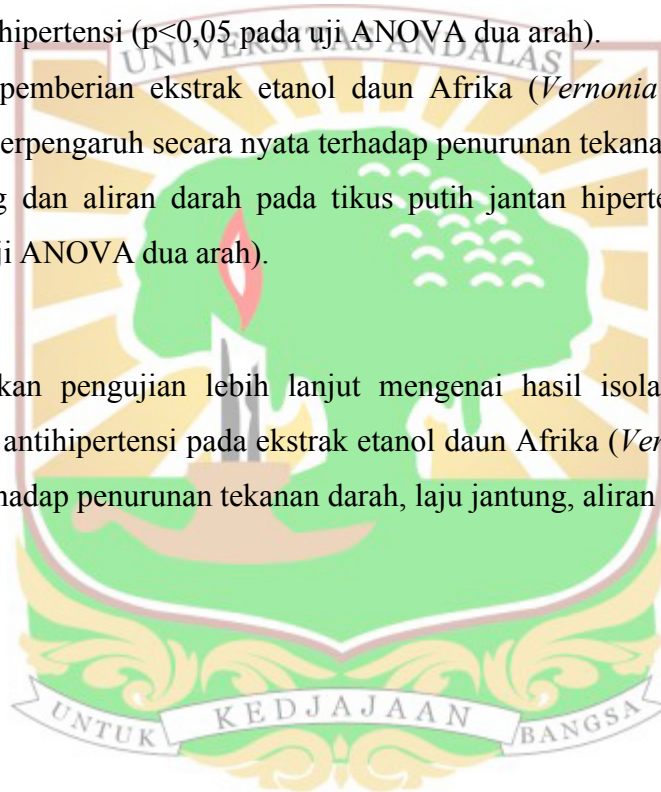 hipertensi (p<0,05 pada uji ANOVA dua arah).
UNIVERSITAS ANDALAS
pemberian ekstrak etanol daun Afrika (Vernonia
erpengaruh secara nyata terhadap penurunan tekana
g dan aliran darah pada tikus putih jantan hiperte
ji ANOVA dua arah).
kan pengujian lebih lanjut mengenai hasil isola
antihipertensi pada ekstrak etanol daun Afrika (Ver
hadap penurunan tekanan darah, laju jantung, aliran
UNTUK KEDJAJAAN BANGSA